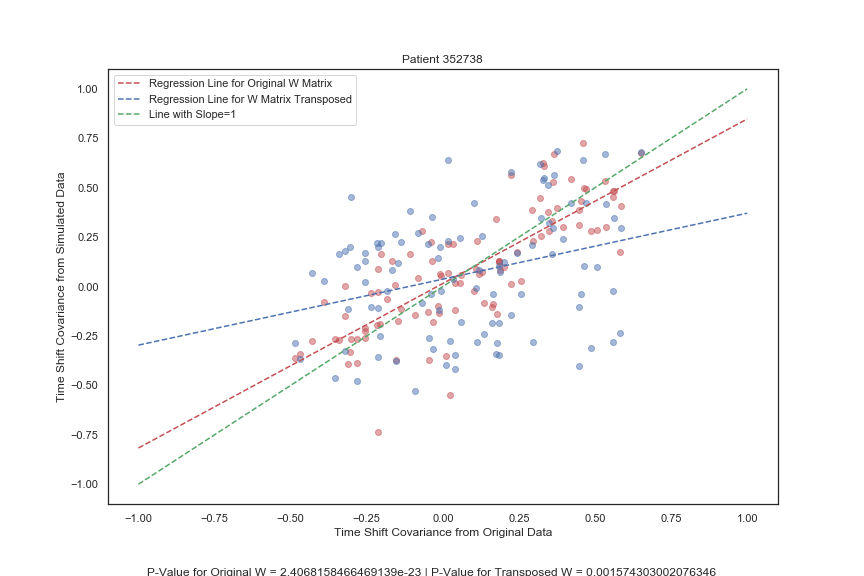 Patient 352738
Regression Line for Original W Matrix
Regression Line for W Matrix Transposed
Line with Slope=1
Time Shift Covariance from Simulated Data
1.00
0.75
0.50
0.25
0.00
−0.25
−0.50
−0.75
−1.00
−1.00 −0.75 −0.50 −0.25 0.00 0.25 0.50 0.75 1.00
Time Shift Covariance from Original Data
P-Value for Original W = 2.4068158466469139e-23 | P-Value for Transposed W = 0.001574303002076346